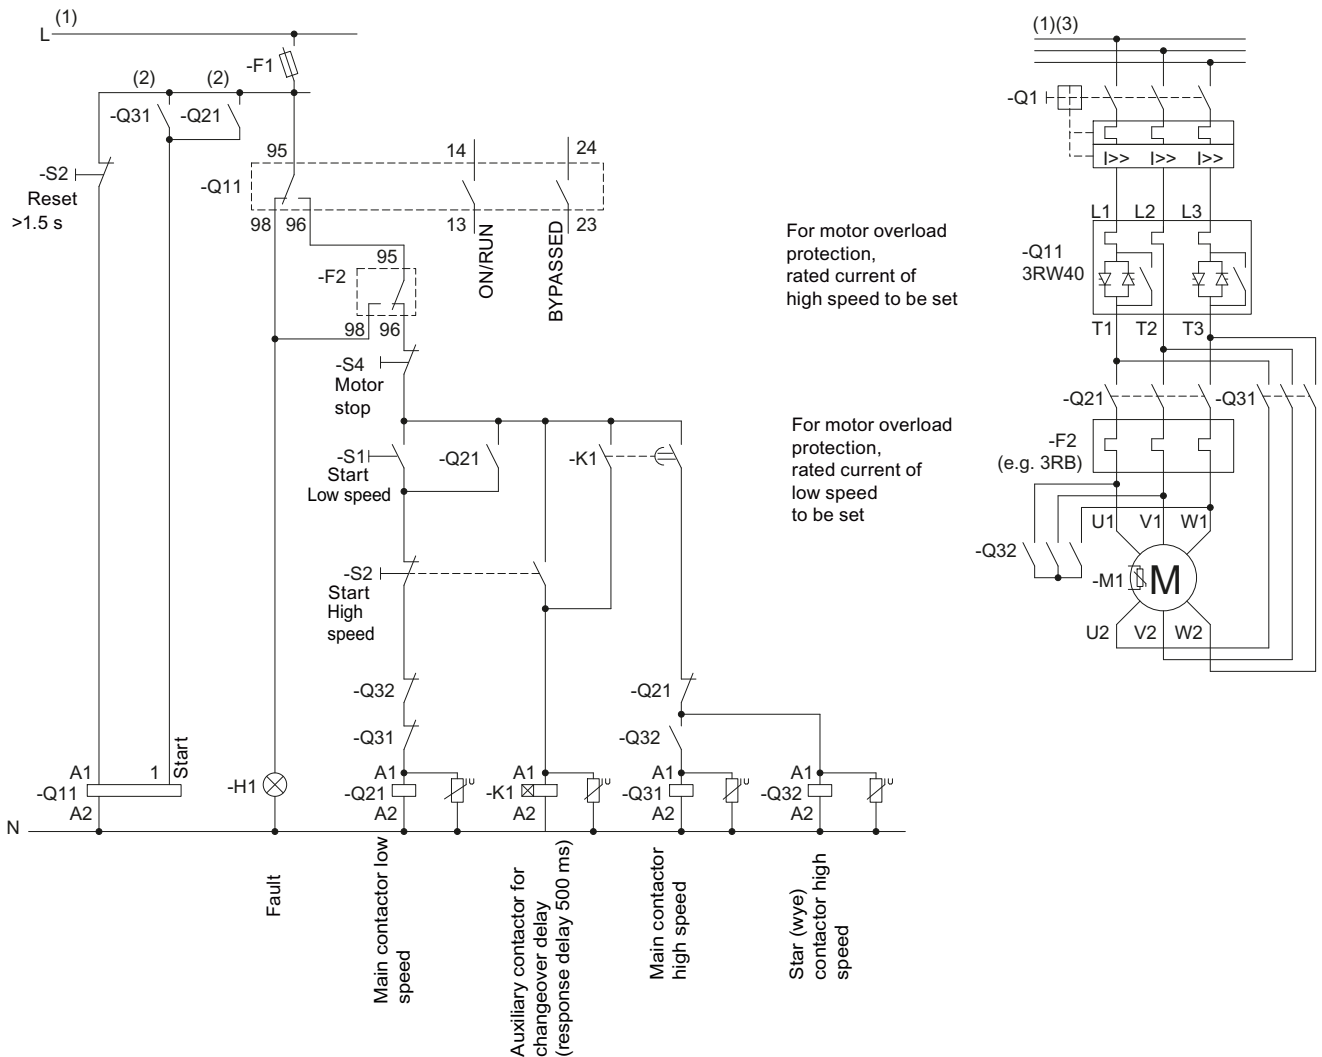 (1)
L
-F1
(2)
(2)
-Q31
-Q21
-S2
Reset
>1.5 s
95
14
24
-Q11
98
96
13
23
ON/RUN
BYPASSED
95
-F2
98
96
-S4
Motor
stop
-S1
Start
Low speed
-Q21
-K1
-S2
Start
High
speed
-Q32
-Q21
-Q31
-Q32
A1
1
Start
-Q11
A2
-H1
A1
-Q21
A2
U
A1
-K1
A2
U
A1
-Q31
A2
U
A1
-Q32
A2
U
N
Fault
Main contactor low
speed
Auxiliary contactor for
changeover delay
(response delay 500 ms)
Main contactor
high speed
Star (wye)
contactor high
speed
For motor overload
protection,
rated current of
high speed to be set
For motor overload
protection,
rated current of
low speed
to be set
(1)(3)
-Q1
I>>
I>>
I>>
L1
L2
L3
-Q11
3RW40
T1
T2
T3
-Q21
-Q31
-F2
(e.g. 3RB)
U1
V1
W1
-Q32
-M1
M
U2
V2
W2